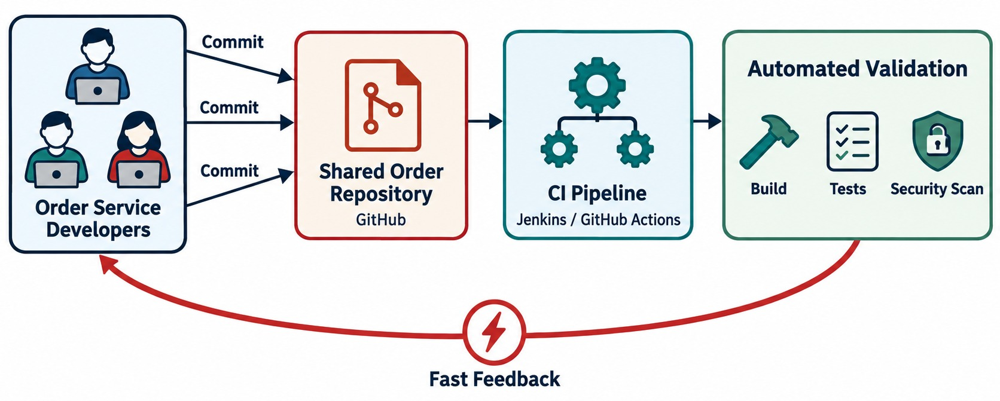 Commit
Commit
Commit
Order Service
Developers
Shared Order
Repository
GitHub
CI Pipeline
Jenkins / GitHub Actions
Automated Validation
Build
Tests
Security Scan
Fast Feedback